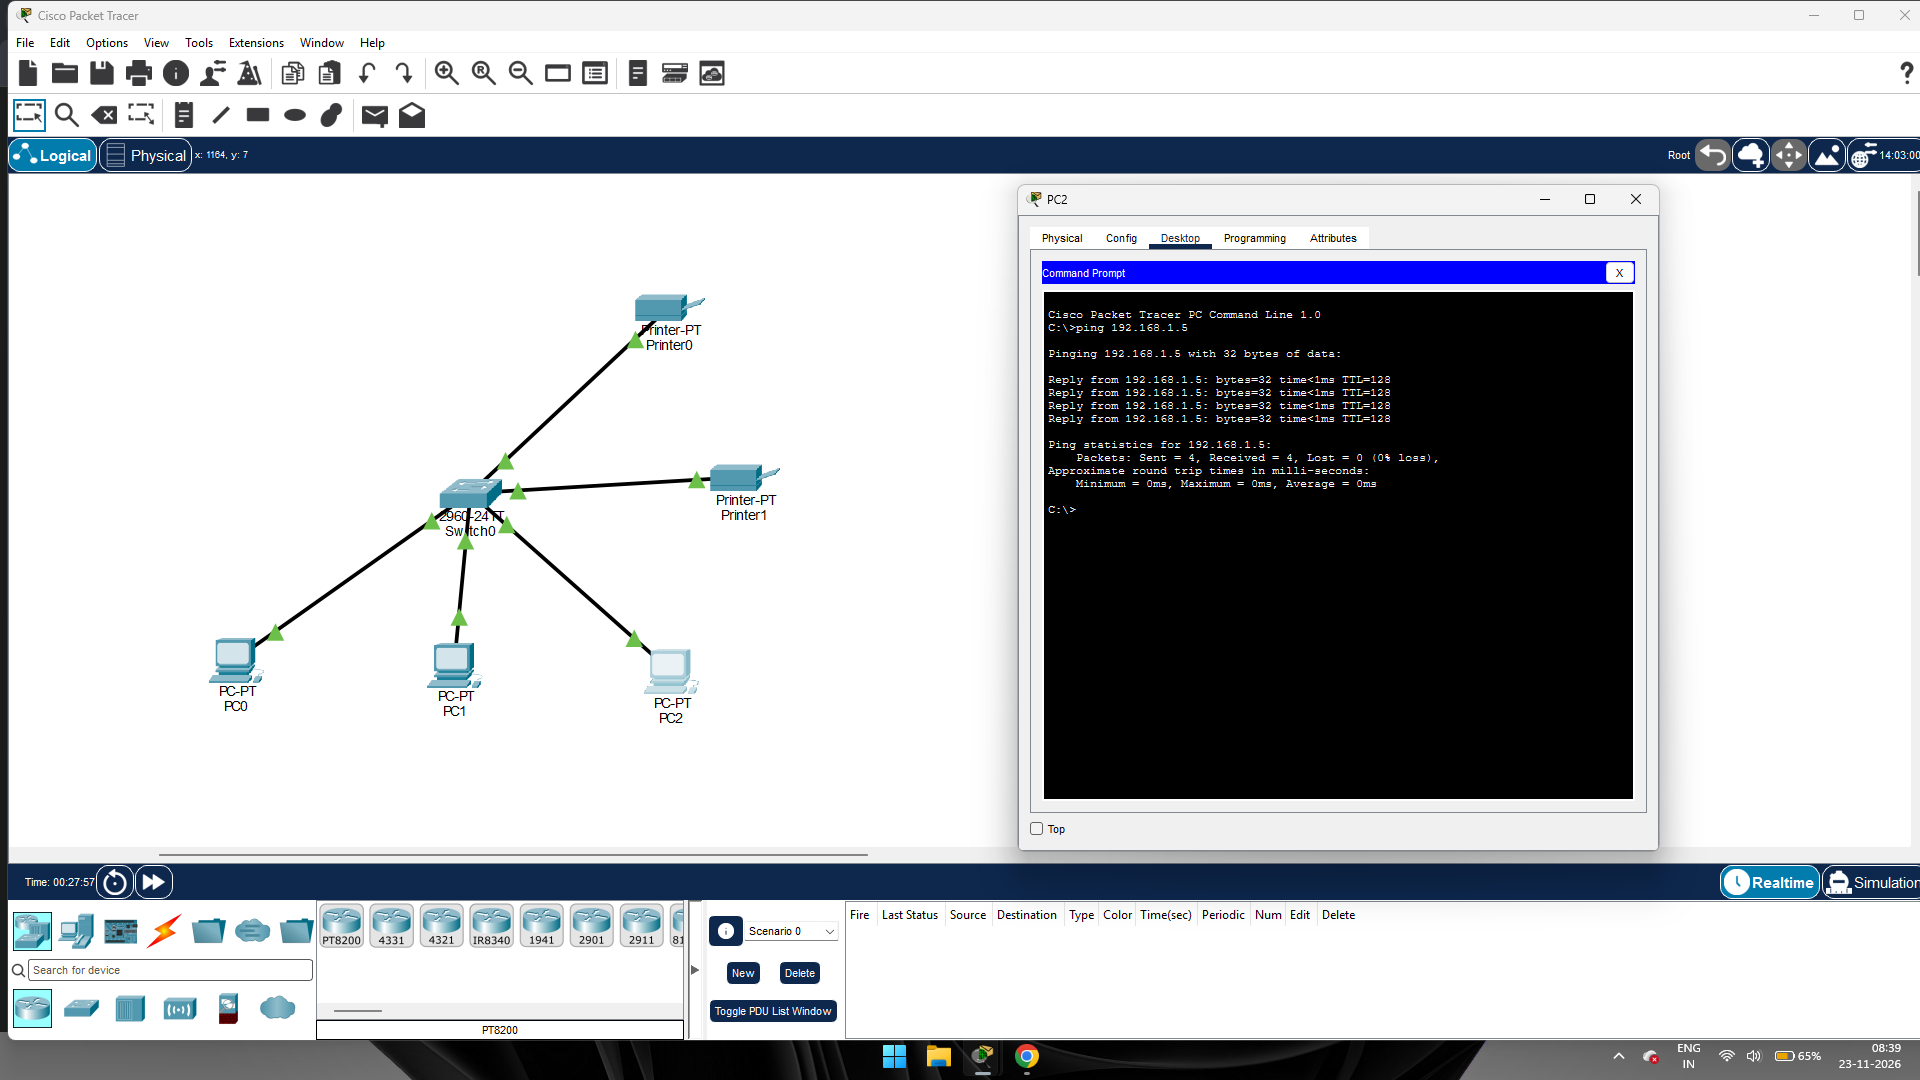 Cisco Packet Tracer
File Edit Options View Tools Extensions Window Help
Logical Physical x: 1164, y: 7 Root 14:03:00
PC2
Physical Config Desktop Programming Attributes
Command Prompt X
Cisco Packet Tracer PC Command Line 1.0
C:\>ping 192.168.1.5
Pinging 192.168.1.5 with 32 bytes of data:
Reply from 192.168.1.5: bytes=32 time<1ms TTL=128
Reply from 192.168.1.5: bytes=32 time<1ms TTL=128
Reply from 192.168.1.5: bytes=32 time<1ms TTL=128
Reply from 192.168.1.5: bytes=32 time<1ms TTL=128
Ping statistics for 192.168.1.5:
Packets: Sent = 4, Received = 4, Lost = 0 (0% loss),
Approximate round trip times in milli-seconds:
Minimum = 0ms, Maximum = 0ms, Average = 0ms
C:\>
Top
Printer-PT
Printer0
Printer-PT
Printer1
2960-24TT
Switch0
PC-PT
PC0
PC-PT
PC1
PC-PT
PC2
Time: 00:27:57 Realtime Simulation
PT8200 4331 4321 IR8340 1941 2901 2911 81
Search for device
PT8200
Scenario 0
New Delete
Toggle PDU List Window
Fire Last Status Source Destination Type Color Time(sec) Periodic Num Edit Delete
ENG
IN
65%
08:39
23-11-2026